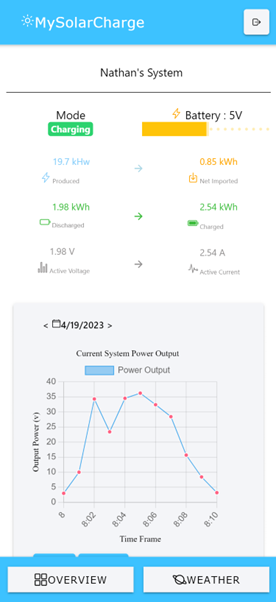 MySolarCharge
Nathan's System
Mode
Charging
Battery : 5V
19.7 kHw
Produced
0.85 kWh
Net Imported
1.98 kWh
Discharged
2.54 kWh
Charged
1.98 V
Active Voltage
2.54 A
Active Current
< 4/19/2023 >
Current System Power Output
Power Output
Output Power (v)
40
35
30
25
20
15
10
5
0
8
8:02
8:04
8:06
8:08
8:10
Time Frame
OVERVIEW
WEATHER